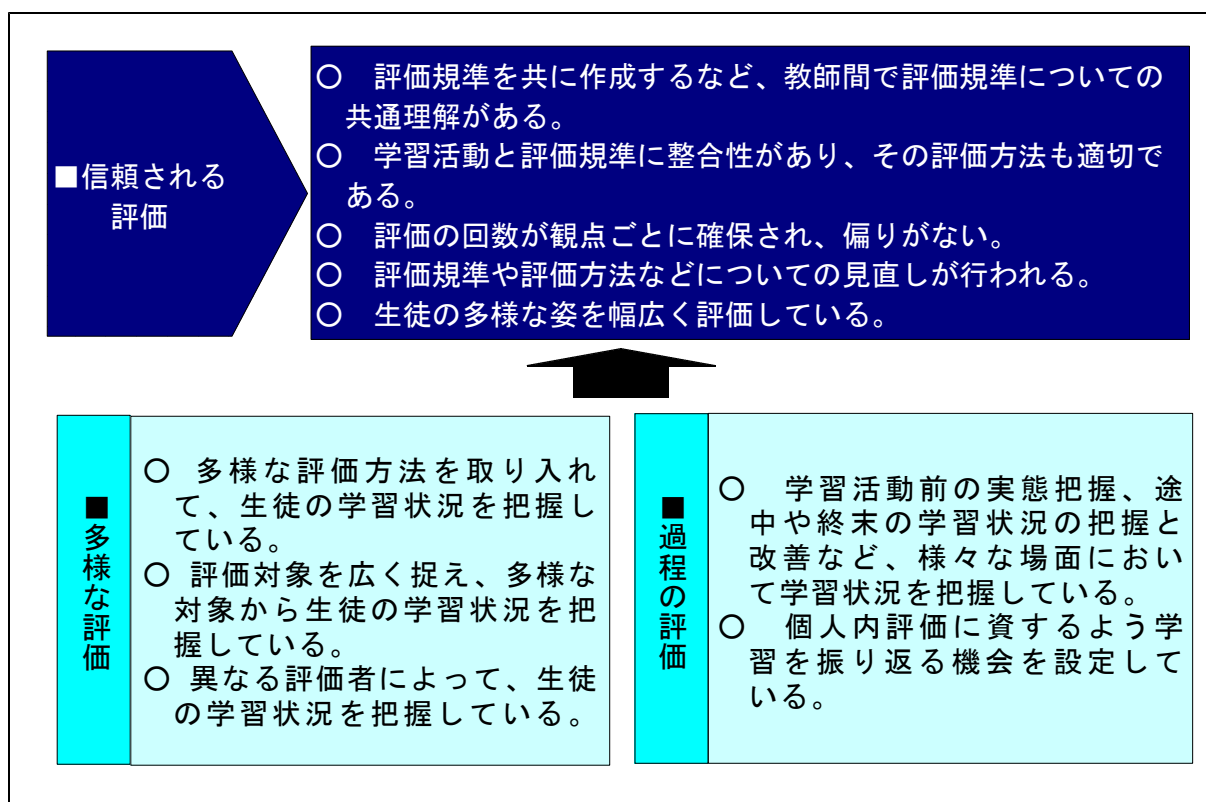 ■信頼される
評価
○　評価規準を共に作成するなど、教師間で評価規準についての
共通理解がある。
○　学習活動と評価規準に整合性があり、その評価方法も適切で
ある。
○　評価の回数が観点ごとに確保され、偏りがない。
○　評価規準や評価方法などについての見直しが行われる。
○　生徒の多様な姿を幅広く評価している。
■多様な評価
○ 多様な評価方法を取り入れ
て、生徒の学習状況を把握し
ている。
○ 評価対象を広く捉え、多様な
対象から生徒の学習状況を把
握している。
○ 異なる評価者によって、生徒
の学習状況を把握している。
■過程の評価
○　学習活動前の実態把握、途
中や終末の学習状況の把握と
改善など、様々な場面におい
て学習状況を把握している。
○　個人内評価に資するよう学
習を振り返る機会を設定して
いる。